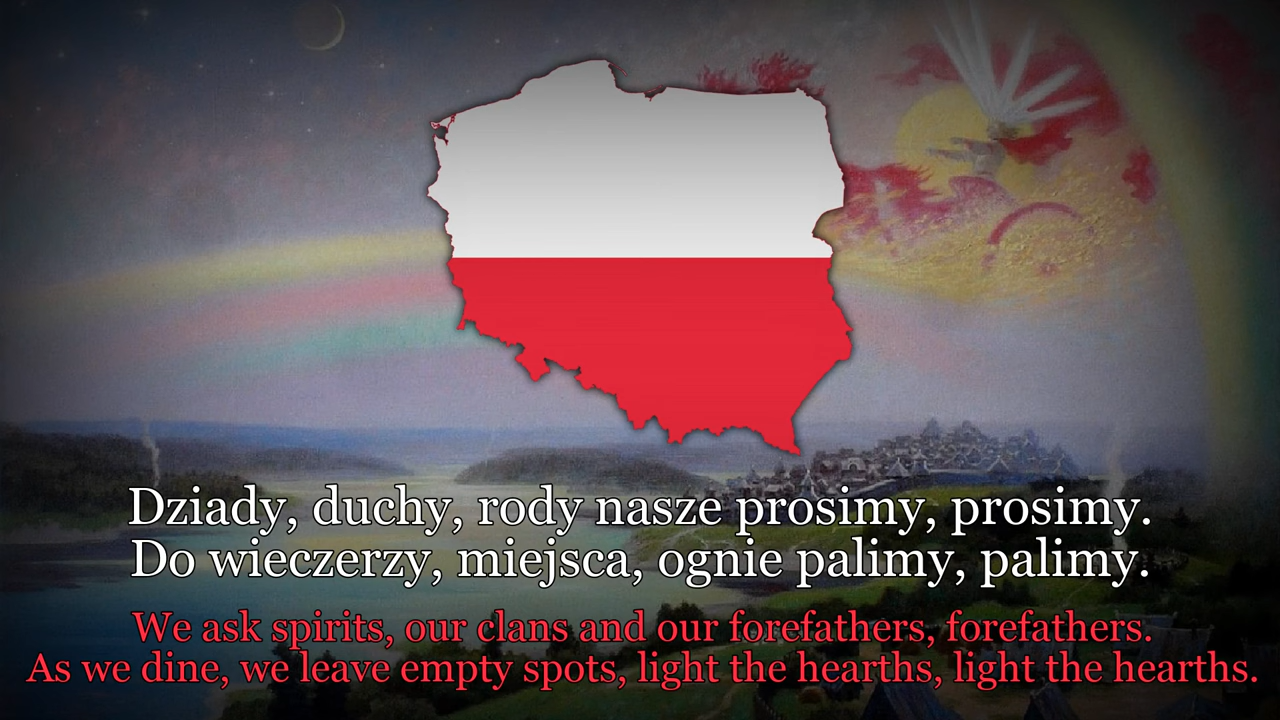 Dziady, duchy, rody nasze prosimy, prosimy.
Do wieczerzy, miejsca, ognie palimy, palimy.
We ask spirits, our clans and our forefathers, forefathers.
As we dine, we leave empty spots, light the hearths, light the hearths.